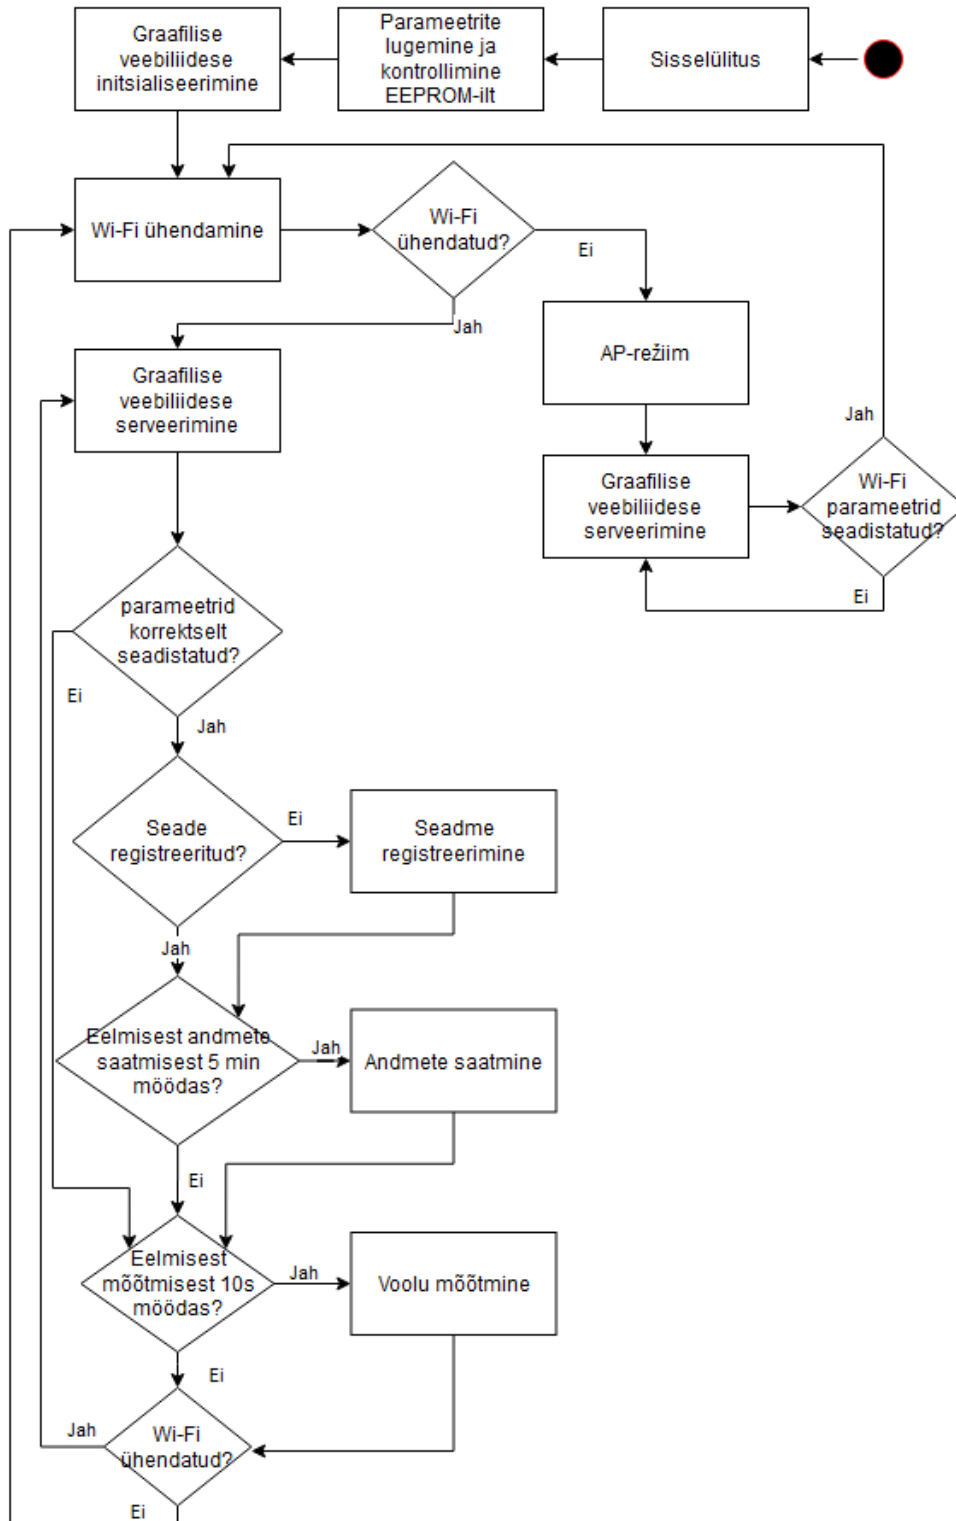 Graafilise
veebiliidese
initsialiseerimine
Parameetrite
lugemine ja
kontrollimine
EEPROM-ilt
Sisselülitus
Wi-Fi ühendamine
Wi-Fi
ühendatud?
Ei
Jah
AP-režiim
Graafilise
veebiliidese
serveerimine
Jah
Graafilise
veebiliidese
serveerimine
Wi-Fi
parameetrid
seadistatud?
Ei
parameetrid
korrektselt
seadistatud?
Ei
Jah
Seade
registreeritud?
Ei
Seadme
registreerimine
Jah
Eelmisest andmete
saatmisest 5 min
möödas?
Jah
Andmete saatmine
Ei
Eelmisest
mõõtmisest 10s
möödas?
Jah
Voolu mõõtmine
Ei
Jah
Wi-Fi
ühendatud?
Ei